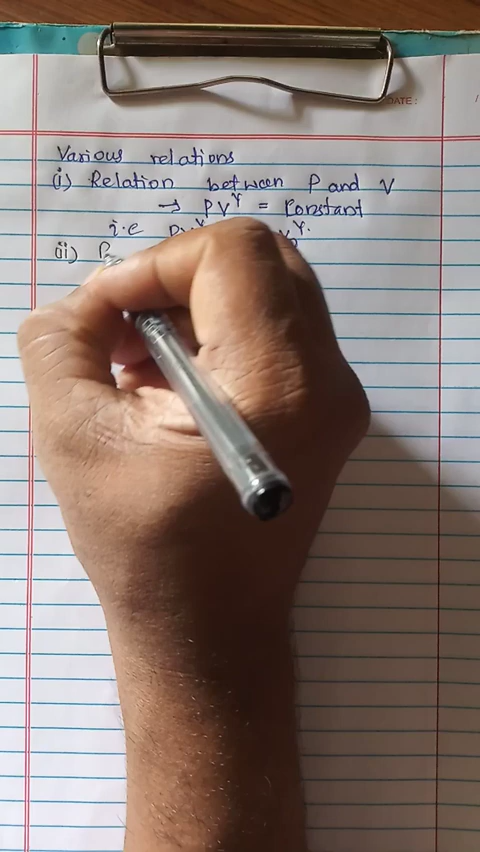 DATE :
Various relations
(i) Relation between P and V
→ PV^γ = Constant
i.e
(ii)